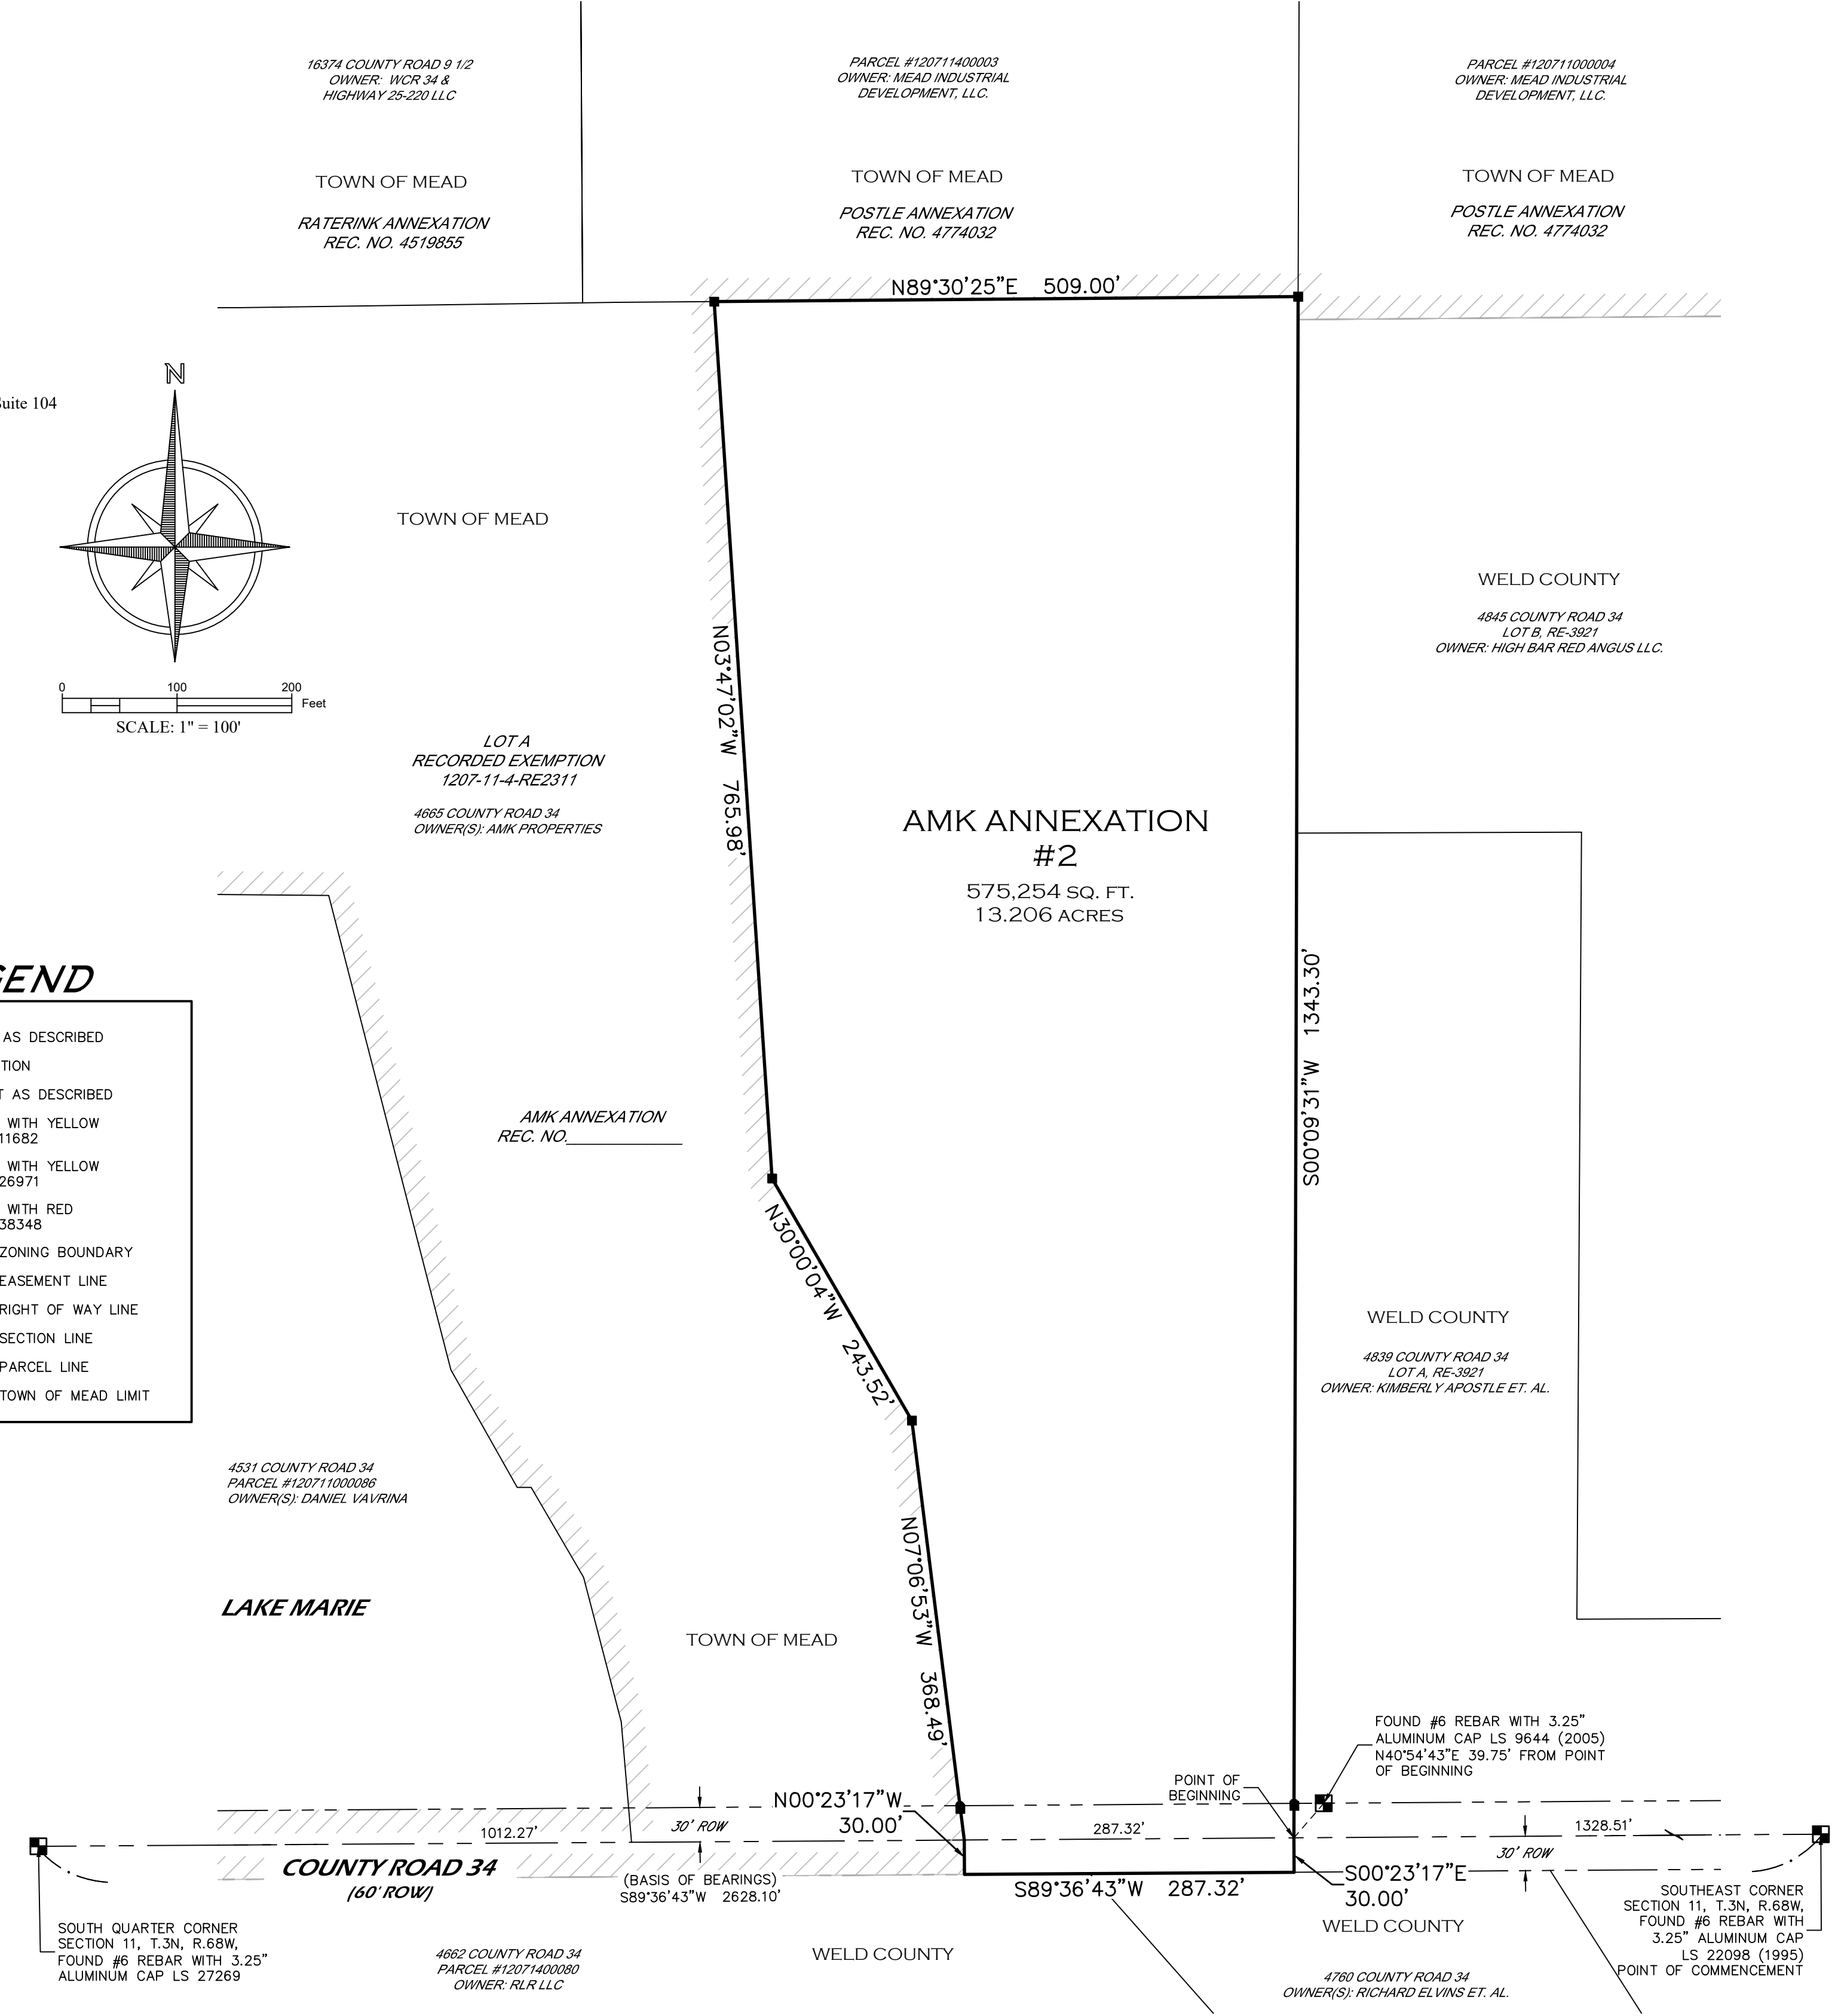 16374 COUNTY ROAD 9 1/2
OWNER: WCR 34 &
HIGHWAY 25-220 LLC
PARCEL #120711400003
OWNER: MEAD INDUSTRIAL
DEVELOPMENT, LLC.
PARCEL #120711000004
OWNER: MEAD INDUSTRIAL
DEVELOPMENT, LLC.
TOWN OF MEAD
RATERINK ANNEXATION
REC. NO. 4519855
TOWN OF MEAD
POSTLE ANNEXATION
REC. NO. 4774032
TOWN OF MEAD
POSTLE ANNEXATION
REC. NO. 4774032
N89°30'25"E 509.00'
N
Suite 104
0 100 200
Feet
SCALE: 1" = 100'
TOWN OF MEAD
WELD COUNTY
4845 COUNTY ROAD 34
LOT B, RE-3921
OWNER: HIGH BAR RED ANGUS LLC.
N03°47'02"W 765.98'
LOT A
RECORDED EXEMPTION
1207-11-4-RE2311
4665 COUNTY ROAD 34
OWNER(S): AMK PROPERTIES
AMK ANNEXATION
#2
575,254 SQ. FT.
13.206 ACRES
S00°09'31"W 1343.30'
GEND
AS DESCRIBED
TION
T AS DESCRIBED
WITH YELLOW
11682
WITH YELLOW
26971
WITH RED
38348
ZONING BOUNDARY
EASEMENT LINE
RIGHT OF WAY LINE
SECTION LINE
PARCEL LINE
TOWN OF MEAD LIMIT
AMK ANNEXATION
REC. NO.
N30°00'04"W 243.52'
WELD COUNTY
4839 COUNTY ROAD 34
LOT A, RE-3921
OWNER: KIMBERLY APOSTLE ET. AL.
4531 COUNTY ROAD 34
PARCEL #120711000086
OWNER(S): DANIEL VAVRINA
LAKE MARIE
N07°06'53"W 368.49'
TOWN OF MEAD
FOUND #6 REBAR WITH 3.25"
ALUMINUM CAP LS 9644 (2005)
N40°54'43"E 39.75' FROM POINT
OF BEGINNING
POINT OF
BEGINNING
N00°23'17"W
30.00'
30' ROW
1012.27'
287.32'
1328.51'
30' ROW
COUNTY ROAD 34
(60' ROW)
(BASIS OF BEARINGS)
S89°36'43"W 2628.10'
S89°36'43"W 287.32'
S00°23'17"E
30.00'
WELD COUNTY
SOUTH QUARTER CORNER
SECTION 11, T.3N, R.68W,
FOUND #6 REBAR WITH 3.25"
ALUMINUM CAP LS 27269
4662 COUNTY ROAD 34
PARCEL #12071400080
OWNER: RLR LLC
WELD COUNTY
4760 COUNTY ROAD 34
OWNER(S): RICHARD ELVINS ET. AL.
SOUTHEAST CORNER
SECTION 11, T.3N, R.68W,
FOUND #6 REBAR WITH
3.25" ALUMINUM CAP
LS 22098 (1995)
POINT OF COMMENCEMENT